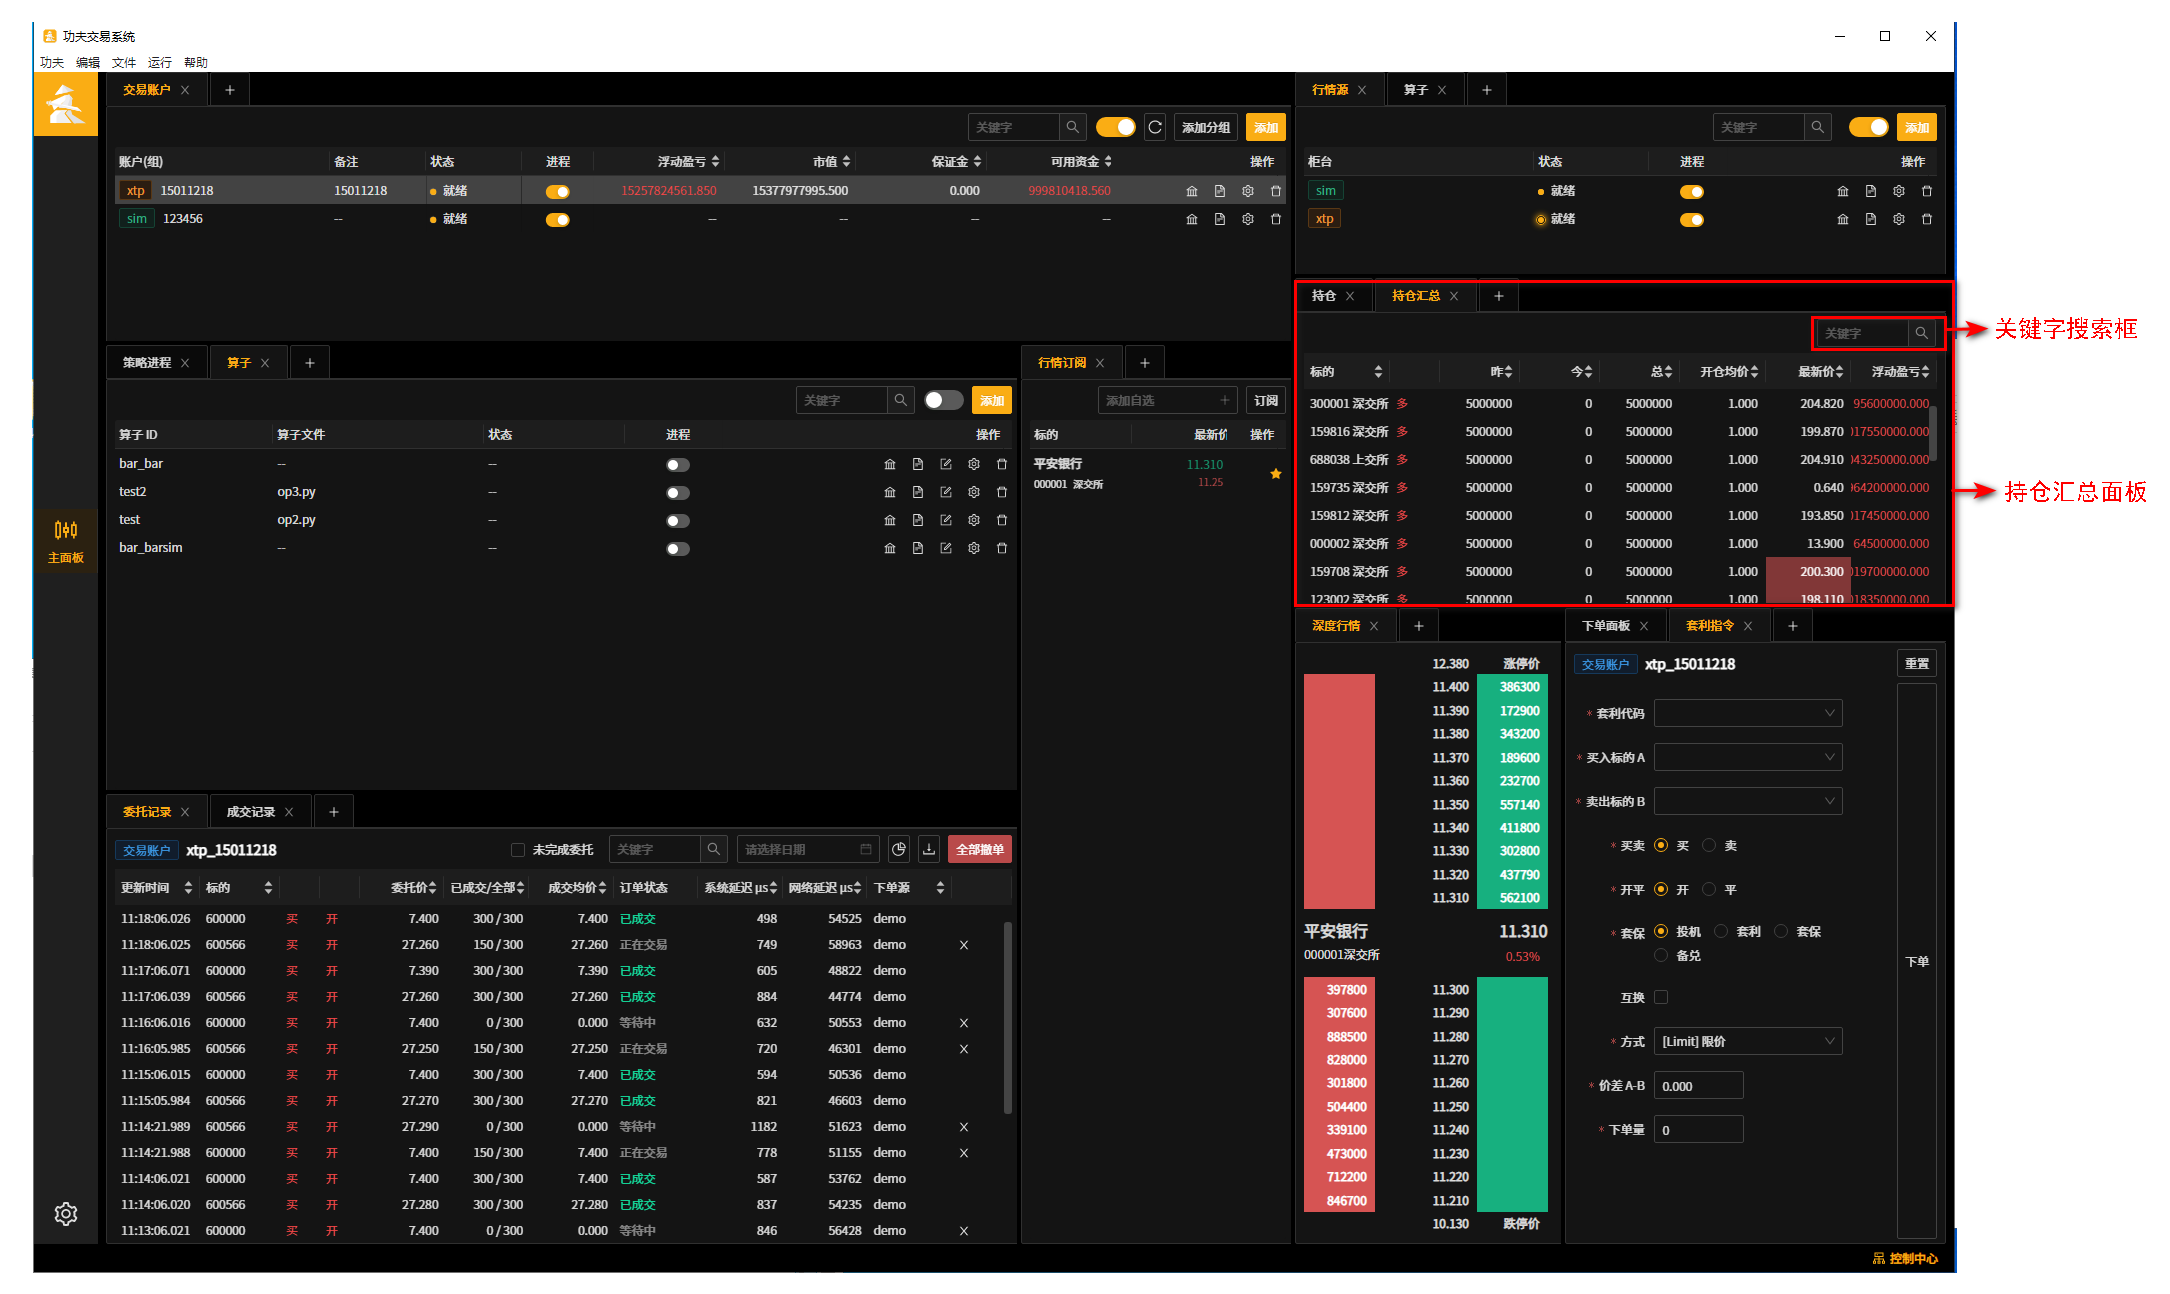 功夫交易系统
功夫 编辑 文件 运行 帮助
交易账户
关键字 添加分组 添加
账户(组) 备注 状态 进程 浮动盈亏 市值 保证金 可用资金 操作
xtp 15011218 15011218 就绪 15257824561.850 15377977995.500 0.000 999810418.560
sim 123456 -- 就绪 -- -- -- --
行情源 算子
关键字 添加
柜台 状态 进程 操作
sim 就绪
xtp 就绪
持仓 持仓汇总
关键字
关键字搜索框
标的 昨 今 总 开仓均价 最新价 浮动盈亏
300001 深交所 多 5000000 0 5000000 1.000 204.820 95600000.000
159816 深交所 多 5000000 0 5000000 1.000 199.870 017550000.000
688038 上交所 多 5000000 0 5000000 1.000 204.910 943250000.000
159735 深交所 多 5000000 0 5000000 1.000 0.640 964200000.000
159812 深交所 多 5000000 0 5000000 1.000 193.850 017450000.000
000002 深交所 多 5000000 0 5000000 1.000 13.900 64500000.000
159708 深交所 多 5000000 0 5000000 1.000 200.300 019700000.000
123002 深交所 多 5000000 0 5000000 1.000 198.110 018350000.000
持仓汇总面板
策略进程 算子
关键字 添加
算子 ID 算子文件 状态 进程 操作
bar_bar -- --
test2 op3.py --
test op2.py --
bar_barsim -- --
主面板
行情订阅
添加自选 订阅
标的 最新价 操作
平安银行 11.310
000001 深交所 11.25
委托记录 成交记录
交易账户 xtp_15011218 未完成委托 关键字 请选择日期 全部撤单
更新时间 标的 委托价 已成交/全部 成交均价 订单状态 系统延迟 μs 网络延迟 μs 下单源
11:18:06.026 600000 买 开 7.400 300 / 300 7.400 已成交 498 54525 demo
11:18:06.025 600566 买 开 27.260 150 / 300 27.260 正在交易 749 58963 demo
11:17:06.071 600000 买 开 7.390 300 / 300 7.390 已成交 605 48822 demo
11:17:06.039 600566 买 开 27.260 300 / 300 27.260 已成交 884 44774 demo
11:16:06.016 600000 买 开 7.400 0 / 300 0.000 等待中 632 50553 demo
11:16:05.985 600566 买 开 27.250 150 / 300 27.250 正在交易 720 46301 demo
11:15:06.015 600000 买 开 7.400 300 / 300 7.400 已成交 594 50536 demo
11:15:05.984 600566 买 开 27.270 300 / 300 27.270 已成交 821 46603 demo
11:14:21.989 600566 买 开 27.290 0 / 300 0.000 等待中 1182 51623 demo
11:14:21.988 600000 买 开 7.400 150 / 300 7.400 正在交易 778 51155 demo
11:14:06.021 600000 买 开 7.400 300 / 300 7.400 已成交 587 53762 demo
11:14:06.020 600566 买 开 27.280 300 / 300 27.280 已成交 837 54235 demo
11:13:06.021 600000 买 开 7.400 0 / 300 0.000 等待中 846 56428 demo
深度行情
12.380 涨停价
11.400 386300
11.390 172900
11.380 343200
11.370 189600
11.360 232700
11.350 557140
11.340 411800
11.330 302800
11.320 437790
11.310 562100
平安银行 11.310
000001深交所 0.53%
397800 11.300
307600 11.290
888500 11.280
828000 11.270
301800 11.260
504400 11.250
339100 11.240
473000 11.230
712200 11.220
846700 11.210
10.130 跌停价
下单面板 套利指令
交易账户 xtp_15011218 重置
* 套利代码
* 买入标的 A
* 卖出标的 B
* 买卖 买 卖
* 开平 开 平
* 套保 投机 套利 套保
备兑
下单
互换
* 方式 [Limit] 限价
* 价差 A-B 0.000
* 下单量 0
控制中心